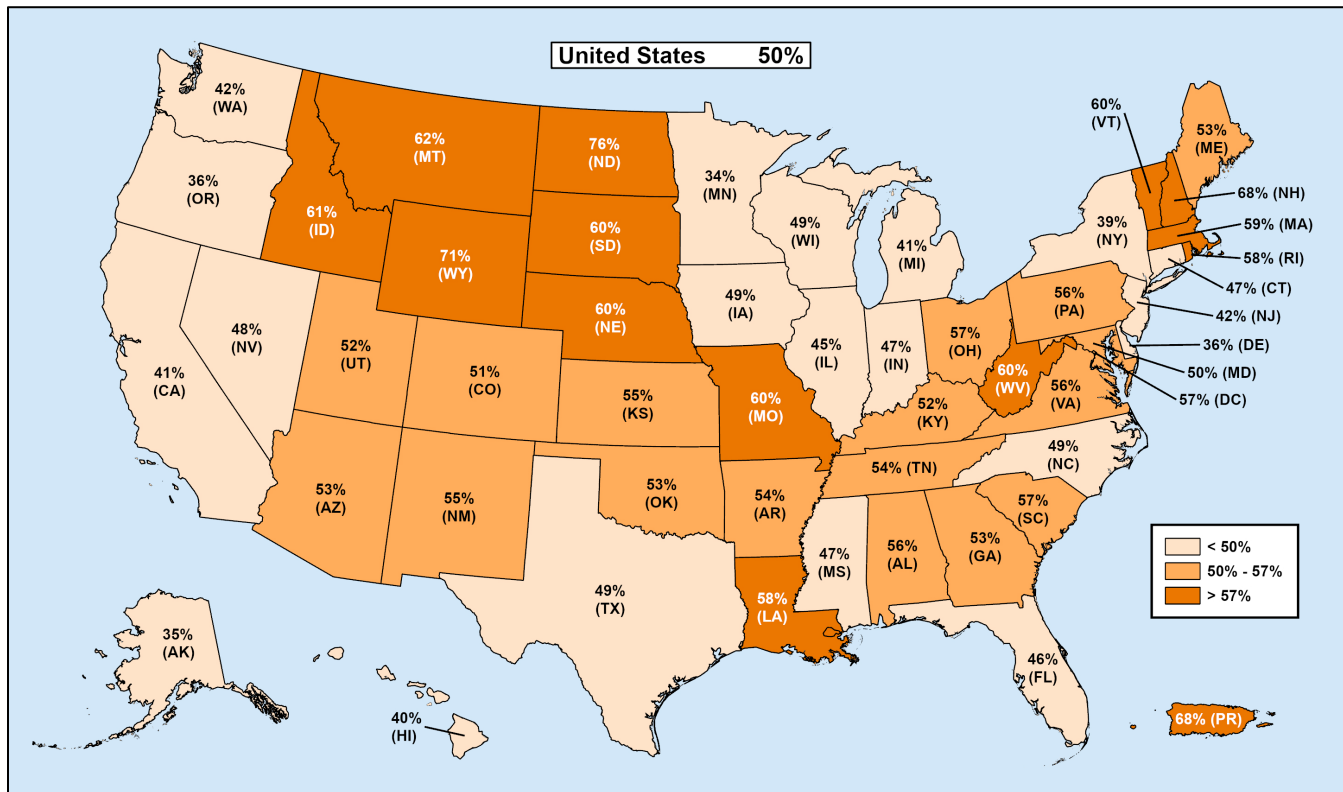 United States 50%
42%
(WA)
36%
(OR)
41%
(CA)
48%
(NV)
61%
(ID)
62%
(MT)
71%
(WY)
52%
(UT)
51%
(CO)
53%
(AZ)
55%
(NM)
76%
(ND)
60%
(SD)
60%
(NE)
55%
(KS)
53%
(OK)
49%
(TX)
34%
(MN)
49%
(IA)
60%
(MO)
54%
(AR)
58%
(LA)
49%
(WI)
45%
(IL)
41%
(MI)
47%
(IN)
57%
(OH)
52%
(KY)
54% (TN)
47%
(MS)
56%
(AL)
53%
(GA)
46%
(FL)
57%
(SC)
49%
(NC)
56%
(VA)
60%
(WV)
56%
(PA)
39%
(NY)
60%
(VT)
53%
(ME)
68% (NH)
59% (MA)
58% (RI)
47% (CT)
42% (NJ)
36% (DE)
50% (MD)
57% (DC)
35%
(AK)
40%
(HI)
68% (PR)
< 50%
50% - 57%
> 57%